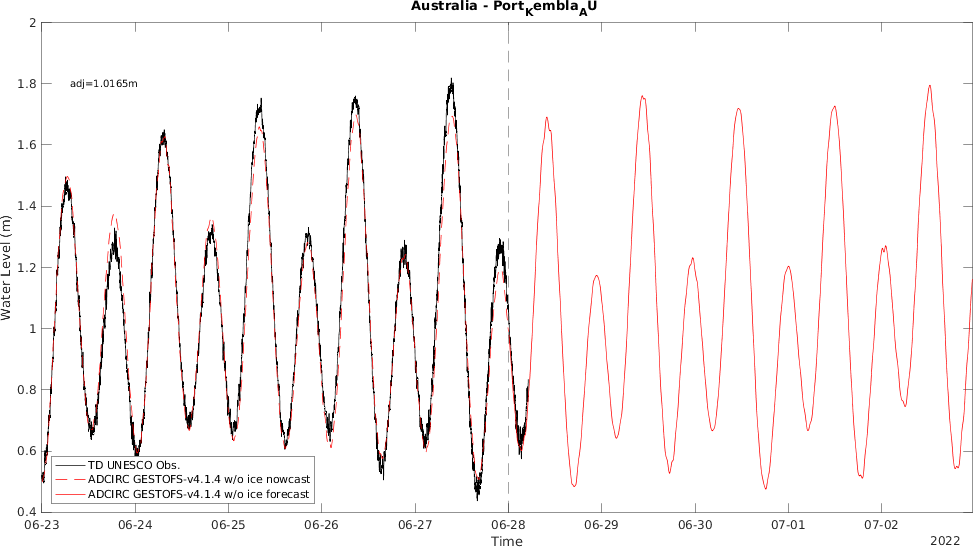 Australia - PortKemblaAU
adj=1.0165m
Water Level (m)
2
1.8
1.6
1.4
1.2
1
0.8
0.6
0.4
TD UNESCO Obs.
ADCIRC GESTOFS-v4.1.4 w/o ice nowcast
ADCIRC GESTOFS-v4.1.4 w/o ice forecast
06-23 06-24 06-25 06-26 06-27 06-28 06-29 06-30 07-01 07-02
Time
2022